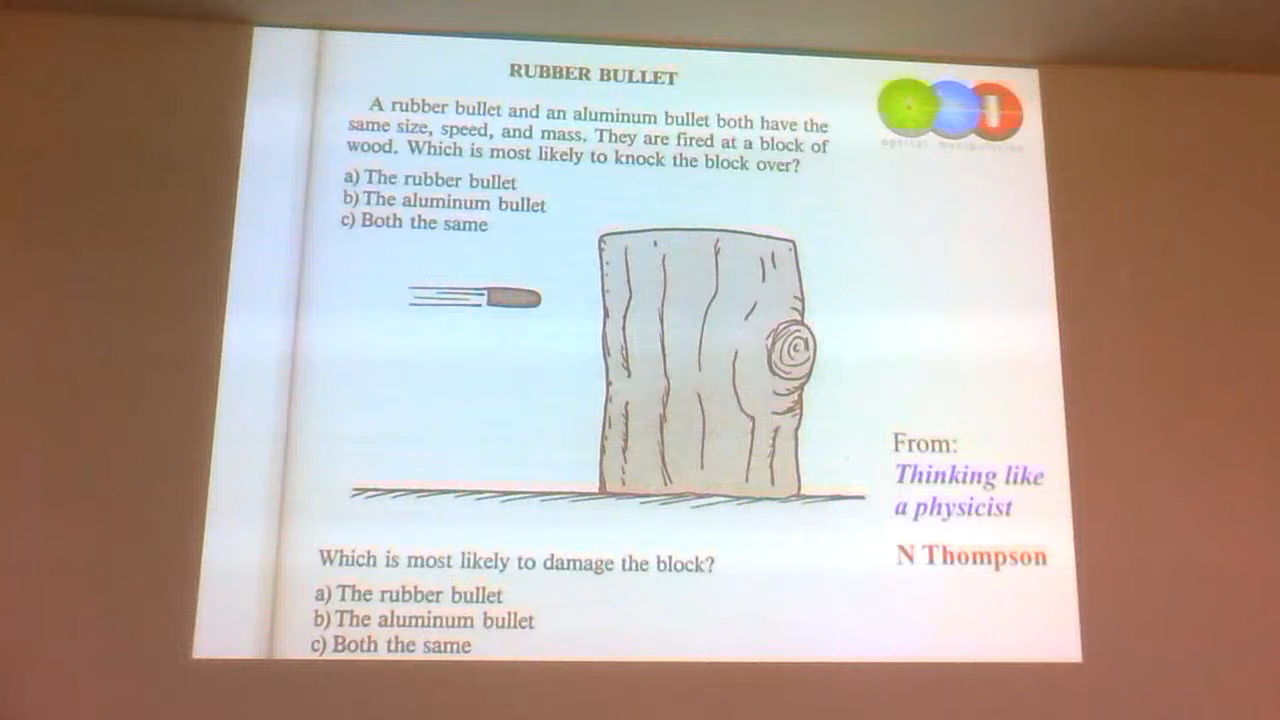 RUBBER BULLET
A rubber bullet and an aluminum bullet both have the
same size, speed, and mass. They are fired at a block of
wood. Which is most likely to knock the block over?
a) The rubber bullet
b) The aluminum bullet
c) Both the same
optical manipulation
From:
Thinking like
a physicist
N Thompson
Which is most likely to damage the block?
a) The rubber bullet
b) The aluminum bullet
c) Both the same